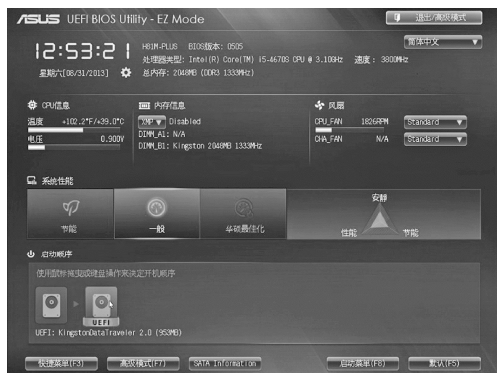 ASUS UEFI BIOS Utility - EZ Mode
退出/高级模式
12:53:21
星期六[08/31/2013]
H81M-PLUS BIOS版本: 0505
处理器类型: Intel(R) Core(TM) i5-4670S CPU @ 3.10GHz 速度: 3800MHz
总内存: 2048MB (DDR3 1333MHz)
简体中文
CPU信息
温度 +102.2°F/+39.0°C
电压 0.900V
内存信息
XMP Disabled
DIMM_A1: N/A
DIMM_B1: Kingston 2048MB 1333MHz
风扇
CPU_FAN 1826RPM Standard
CHA_FAN N/A Standard
系统性能
节能
一般
华硕最佳化
安静
性能
节能
启动顺序
使用鼠标拖曳或键盘操作来决定开机顺序
UEFI
UEFI: KingstonDataTraveler 2.0 (953MB)
快捷菜单(F3)
高级模式(F7)
SATA Information
启动菜单(F8)
默认(F5)